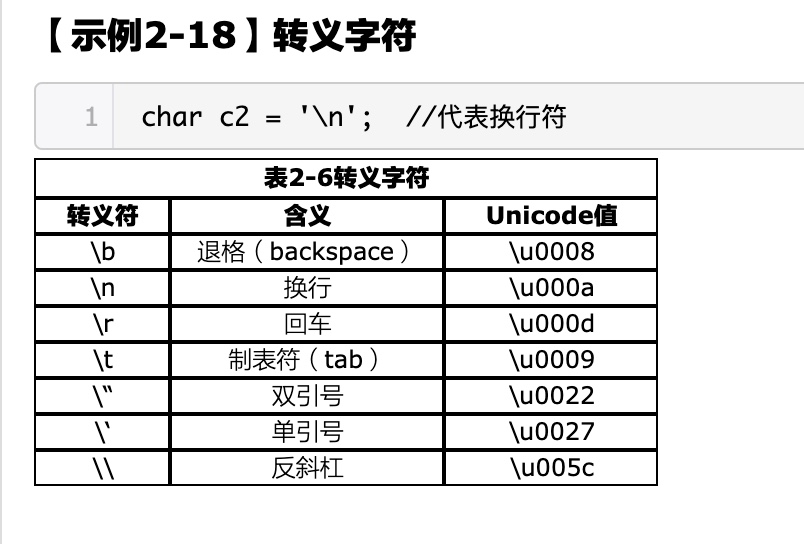 【示例2-18】转义字符
1 char c2 = '\n'; //代表换行符
表2-6转义字符
转义符 含义 Unicode值
\b 退格（backspace） \u0008
\n 换行 \u000a
\r 回车 \u000d
\t 制表符（tab） \u0009
\“ 双引号 \u0022
\‘ 单引号 \u0027
\\ 反斜杠 \u005c